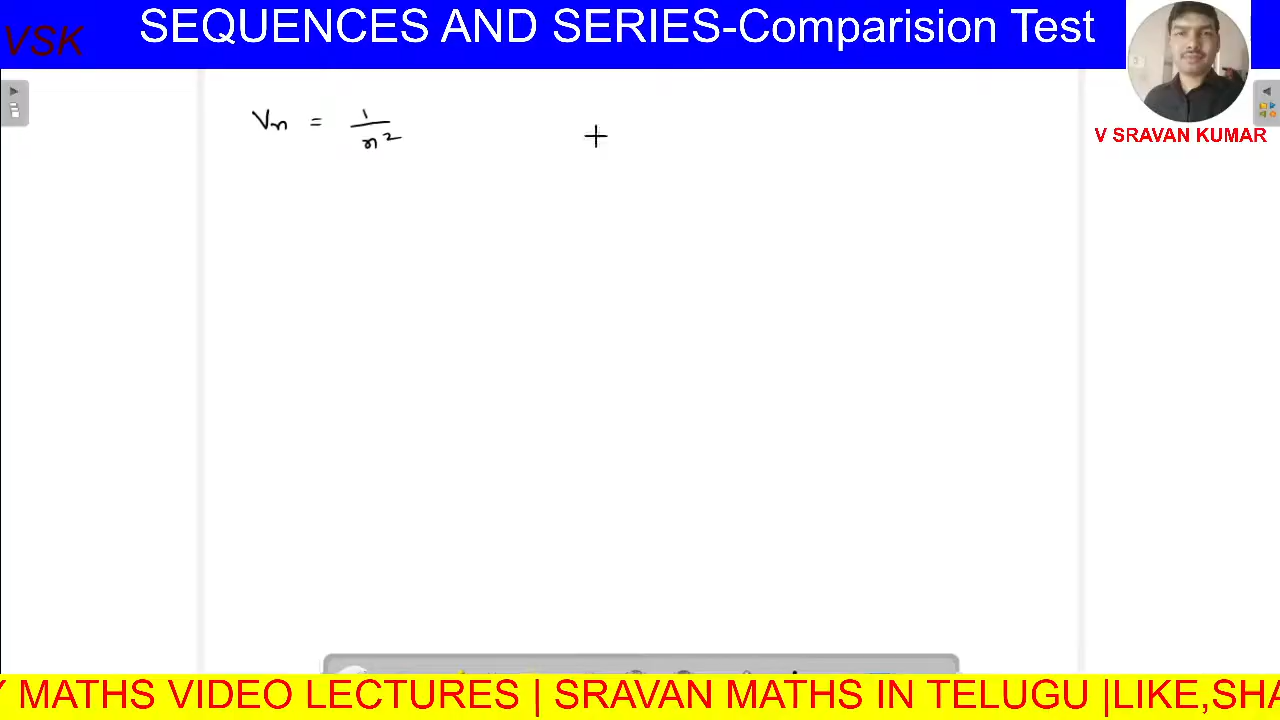 VSK
SEQUENCES AND SERIES-Comparision Test
V SRAVAN KUMAR
Vn = 1/n²
Y MATHS VIDEO LECTURES | SRAVAN MATHS IN TELUGU |LIKE,SHA